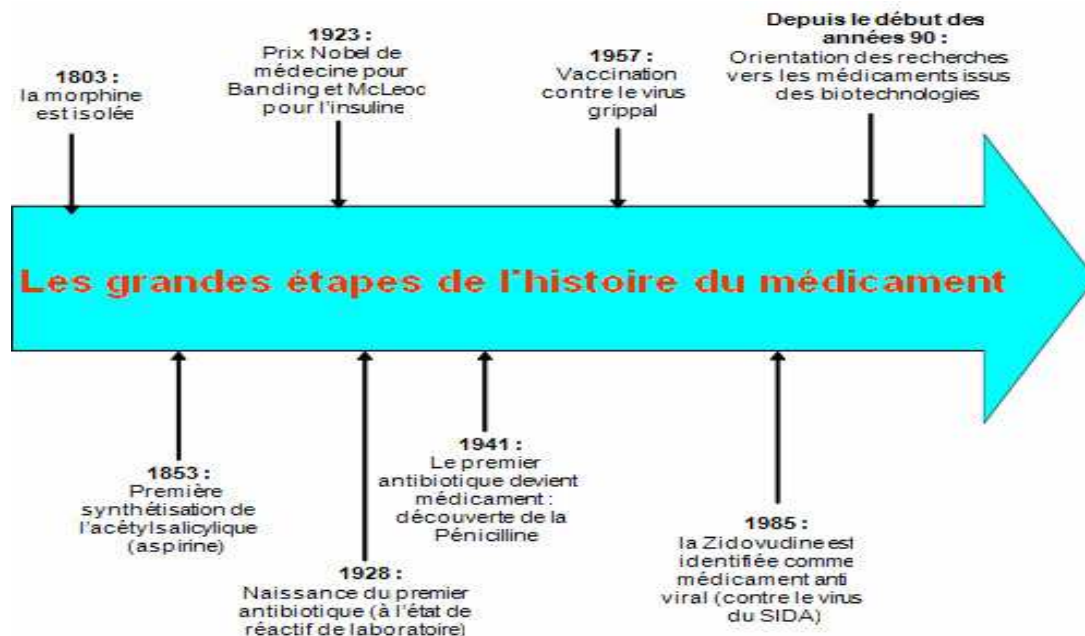 1803 :
la morphine
est isolée
1923 :
Prix Nobel de
médecine pour
Banding et McLeod
pour l'insuline
1957 :
Vaccination
contre le virus
grippal
Depuis le début des
années 90 :
Orientation des recherches
vers les médicaments issus
des biotechnologies
Les grandes étapes de l'histoire du médicament
1853 :
Première
synthétisation de
l'acétylsalicylique
(aspirine)
1928 :
Naissance du premier
antibiotique (à l'état de
réactif de laboratoire)
1941 :
Le premier
antibiotique devient
médicament :
découverte de la
Pénicilline
1985 :
la Zidovudine est
identifiée comme
médicament anti
viral (contre le virus
du SIDA)